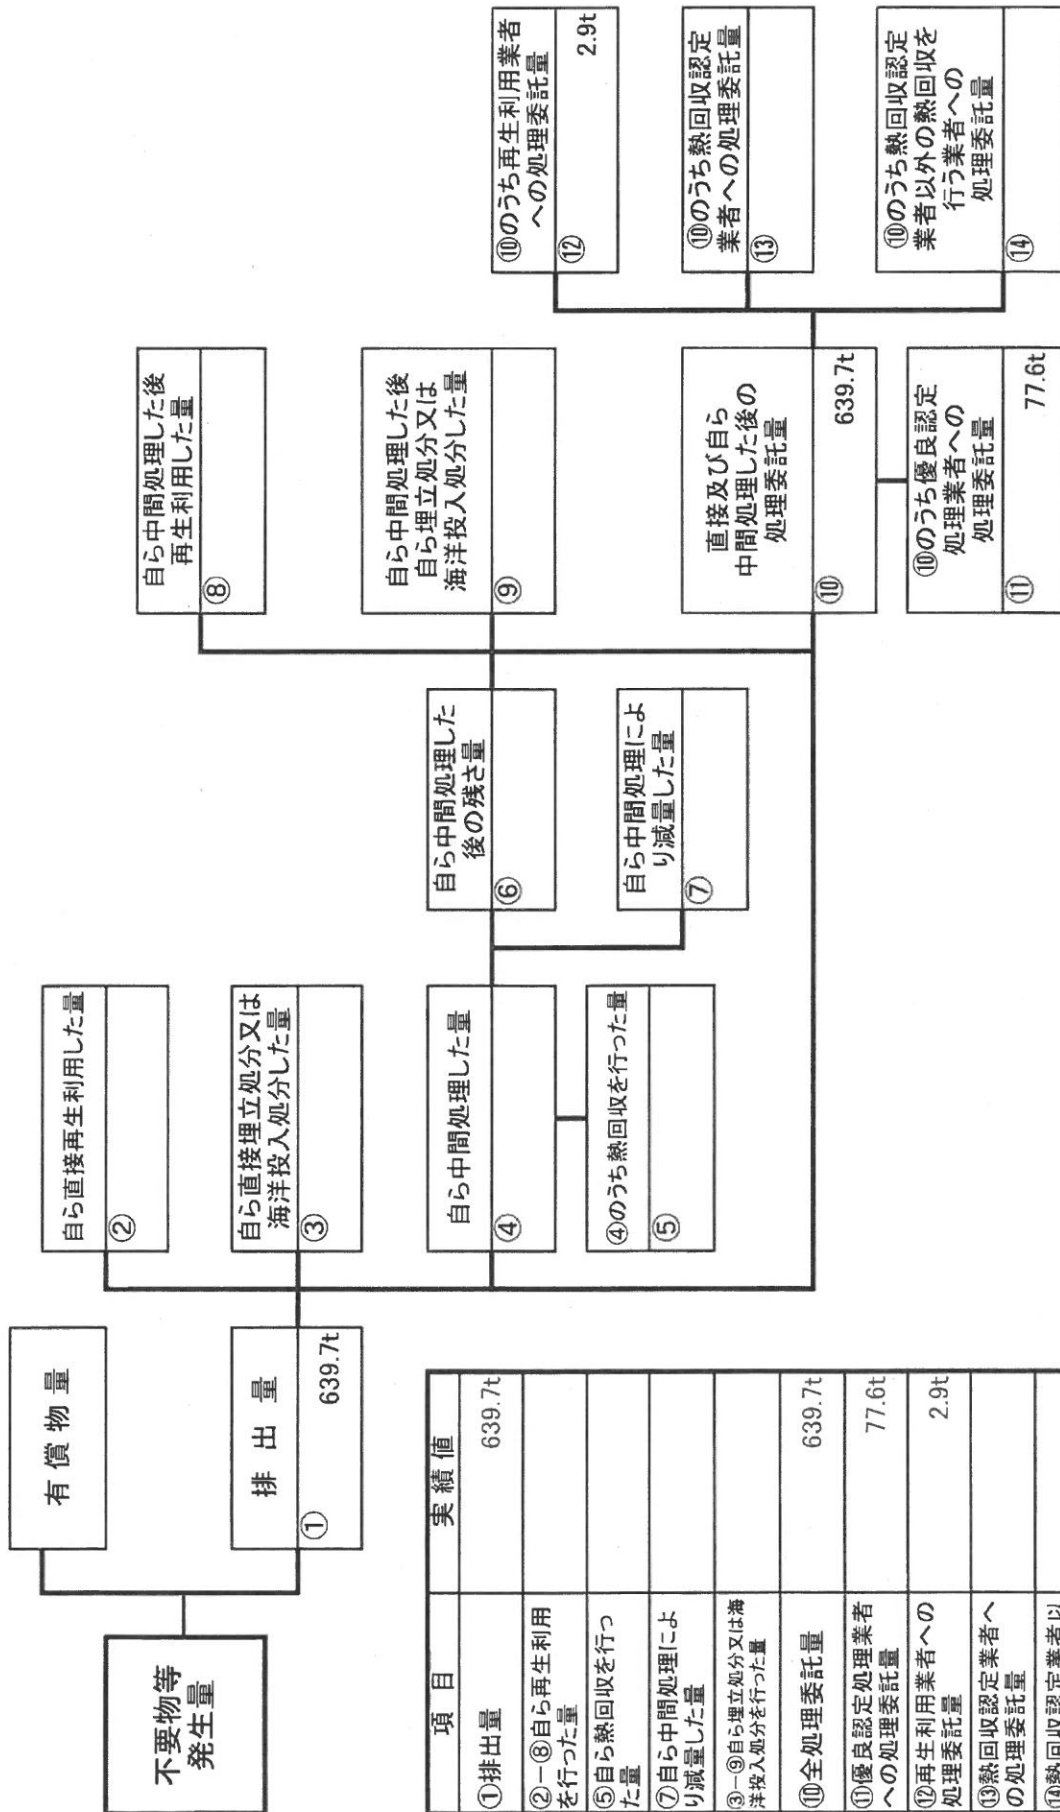 不要物等
発生量
有償物量
排出量
①
639.7t
自ら直接再生利用した量
②
自ら直接埋立処分又は
海洋投入処分した量
③
自ら中間処理した量
④
④のうち熱回収を行った量
⑤
自ら中間処理した
後の残さ量
⑥
自ら中間処理によ
り減量した量
⑦
自ら中間処理した後
再生利用した量
⑧
自ら中間処理した後
自ら埋立処分又は
海洋投入処分した量
⑨
直接及び自ら
中間処理した後の
処理委託量
⑩
639.7t
⑩のうち優良認定
処理業者への
処理委託量
⑪
77.6t
⑩のうち再生利用業者
への処理委託量
⑫
2.9t
⑩のうち熱回収認定
業者への処理委託量
⑬
⑩のうち熱回収認定
業者以外の熱回収を
行う業者への
処理委託量
⑭
項目 実績値
①排出量 639.7t
②－⑧自ら再生利用
を行った量
⑤自ら熱回収を行っ
た量
⑦自ら中間処理によ
り減量した量
③－⑨自ら埋立処分又は海
洋投入処分を行った量
⑩全処理委託量 639.7t
⑪優良認定処理業者
への処理委託量 77.6t
⑫再生利用業者への
処理委託量 2.9t
⑬熱回収認定業者へ
の処理委託量
⑭熱回収認定業者以